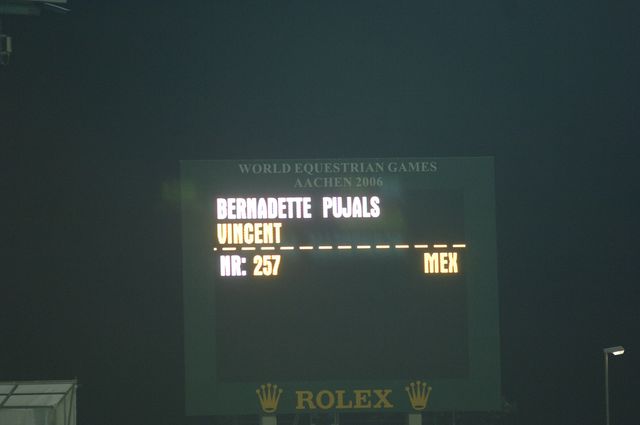 WORLD EQUESTRIAN GAMES
AACHEN 2006
BERNADETTE PUJALS
VINCENT
NR: 257 MEX
ROLEX